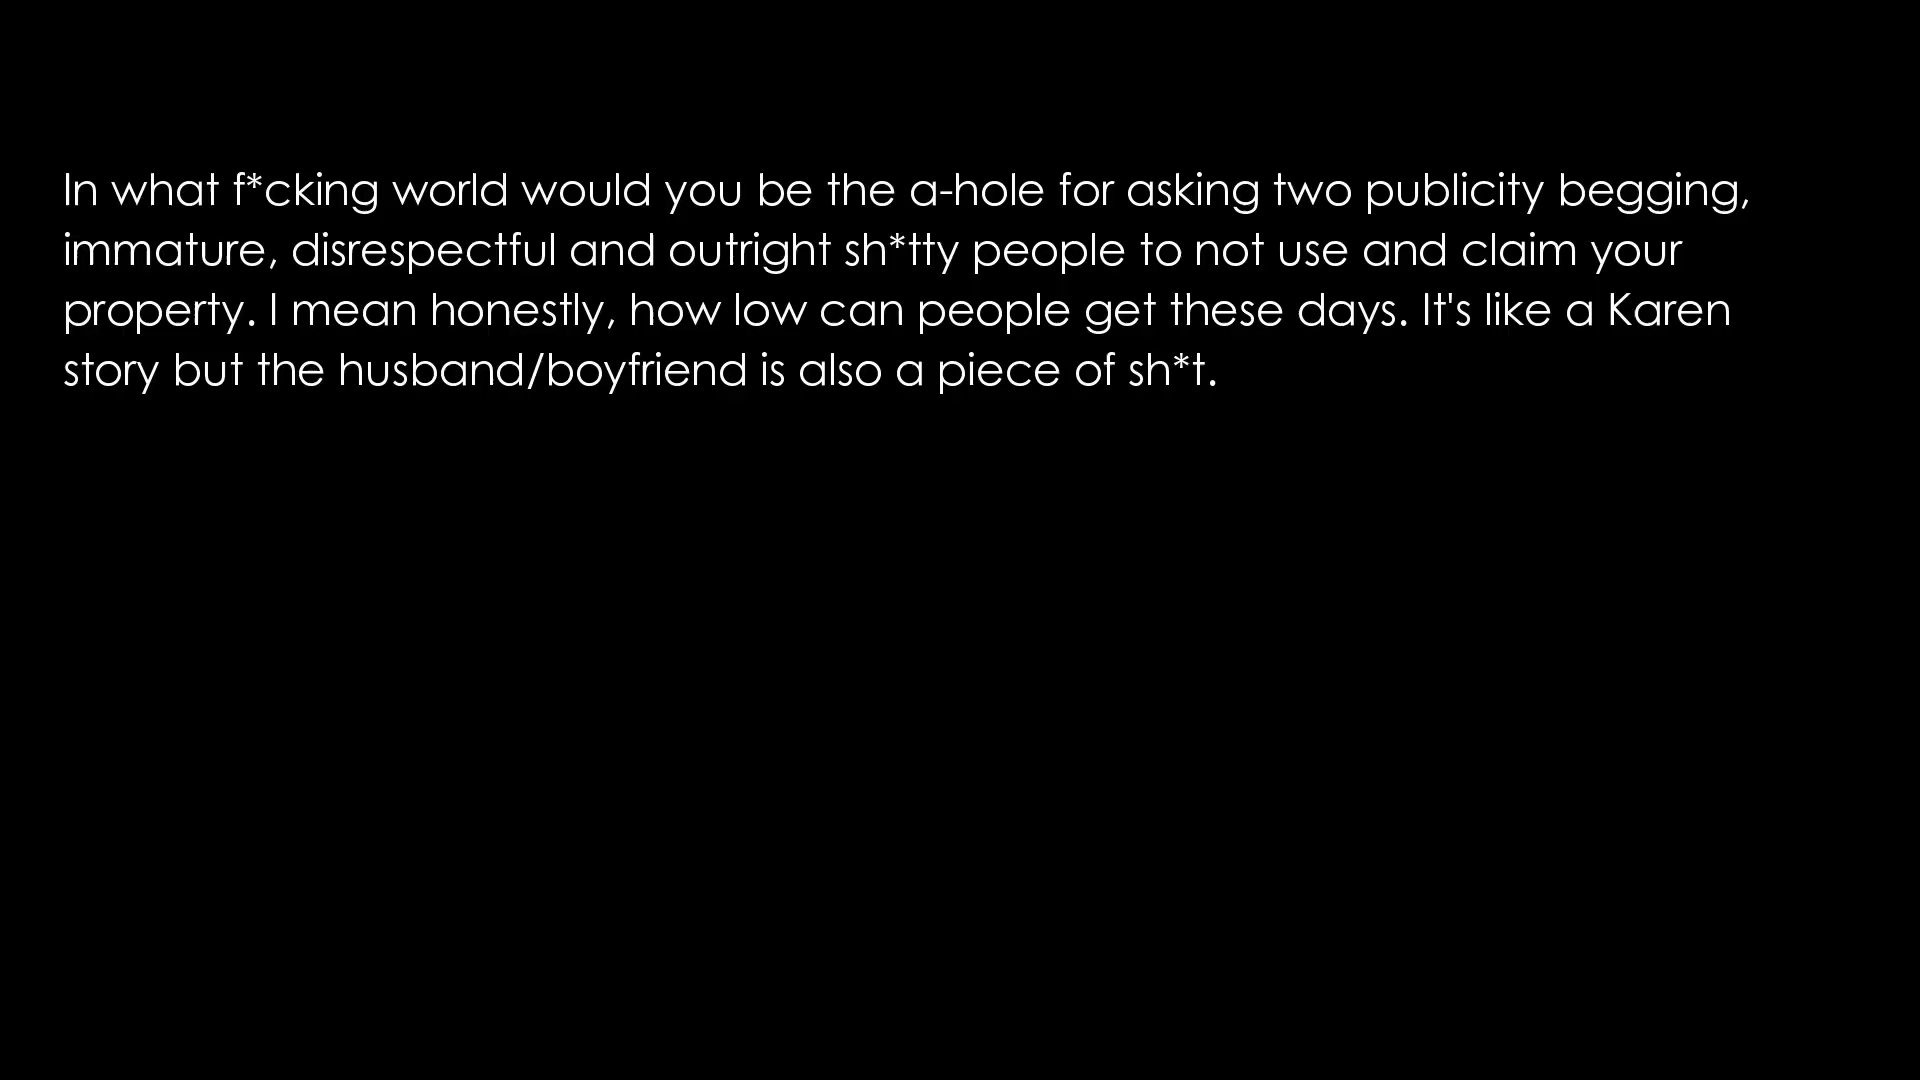 In what f*cking world would you be the a-hole for asking two publicity begging,
immature, disrespectful and outright sh*tty people to not use and claim your
property. I mean honestly, how low can people get these days. It's like a Karen
story but the husband/boyfriend is also a piece of sh*t.